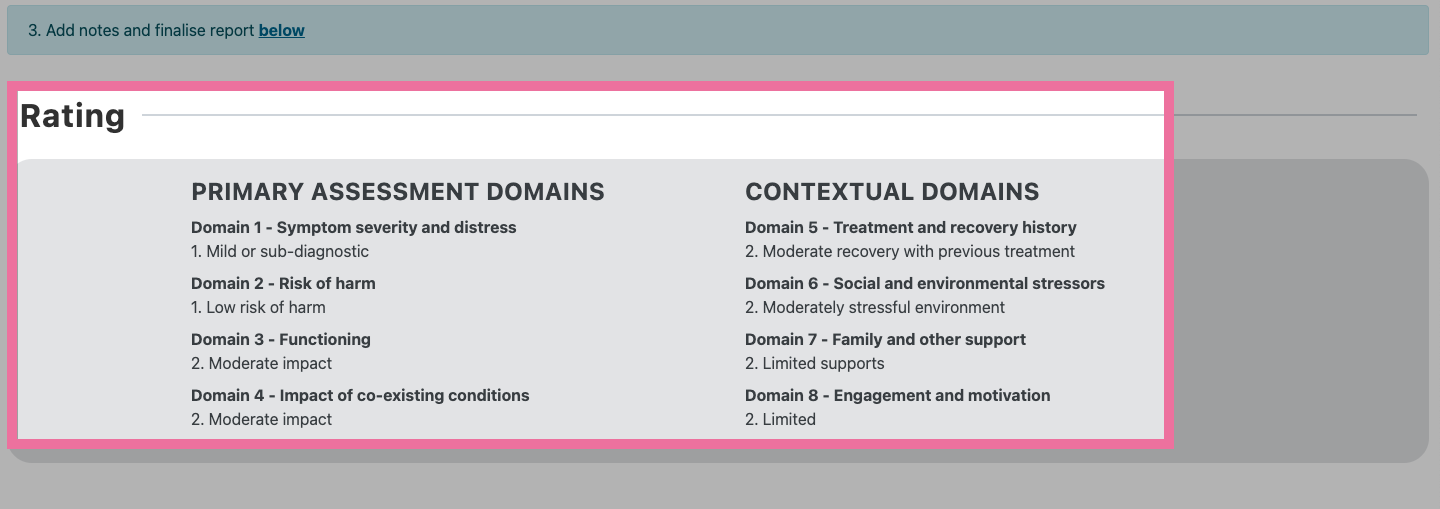 3. Add notes and finalise report below
Rating
PRIMARY ASSESSMENT DOMAINS
Domain 1 - Symptom severity and distress
1. Mild or sub-diagnostic
Domain 2 - Risk of harm
1. Low risk of harm
Domain 3 - Functioning
2. Moderate impact
Domain 4 - Impact of co-existing conditions
2. Moderate impact
CONTEXTUAL DOMAINS
Domain 5 - Treatment and recovery history
2. Moderate recovery with previous treatment
Domain 6 - Social and environmental stressors
2. Moderately stressful environment
Domain 7 - Family and other support
2. Limited supports
Domain 8 - Engagement and motivation
2. Limited